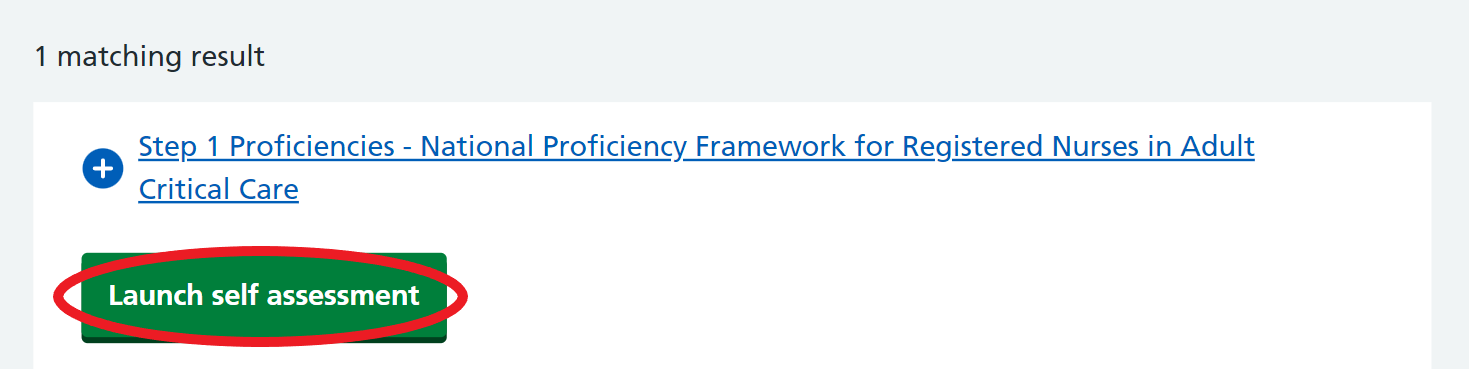 1 matching result
Step 1 Proficiencies - National Proficiency Framework for Registered Nurses in Adult
Critical Care
Launch self assessment